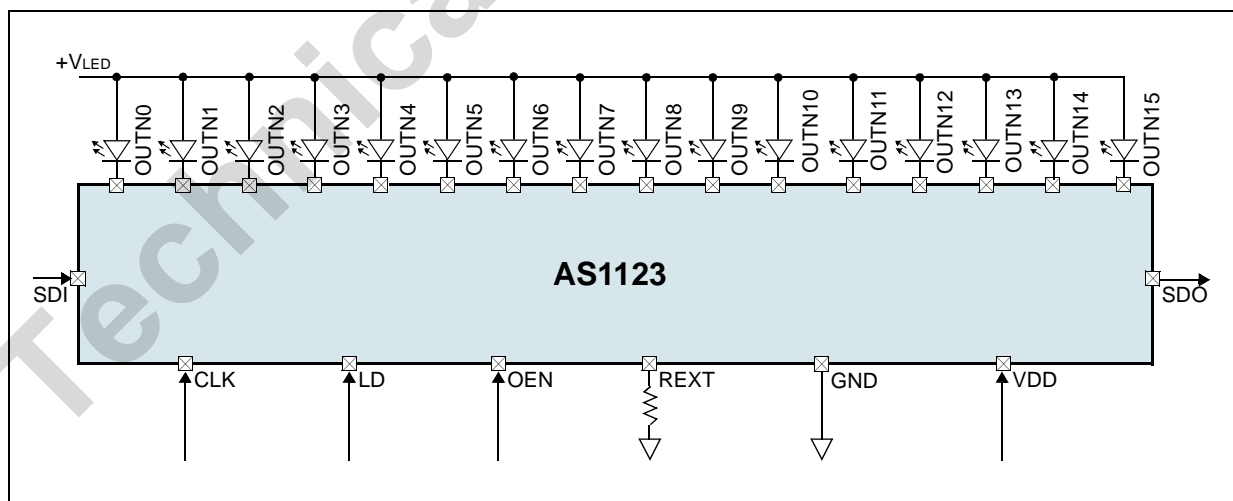 +VLED
OUTN0
OUTN1
OUTN2
OUTN3
OUTN4
OUTN5
OUTN6
OUTN7
OUTN8
OUTN9
OUTN10
OUTN11
OUTN12
OUTN13
OUTN14
OUTN15
AS1123
SDI
SDO
CLK
LD
OEN
REXT
GND
VDD
Technica